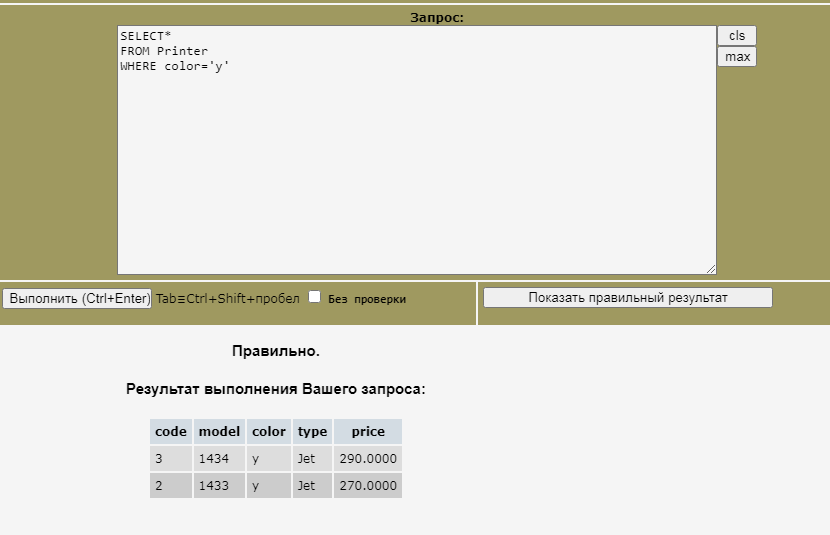 Запрос:
SELECT*
FROM Printer
WHERE color='y'
cls
max
Выполнить (Ctrl+Enter) Tab≡Ctrl+Shift+пробел Без проверки
Показать правильный результат
Правильно.
Результат выполнения Вашего запроса:
code model color type price
3 1434 y Jet 290.0000
2 1433 y Jet 270.0000